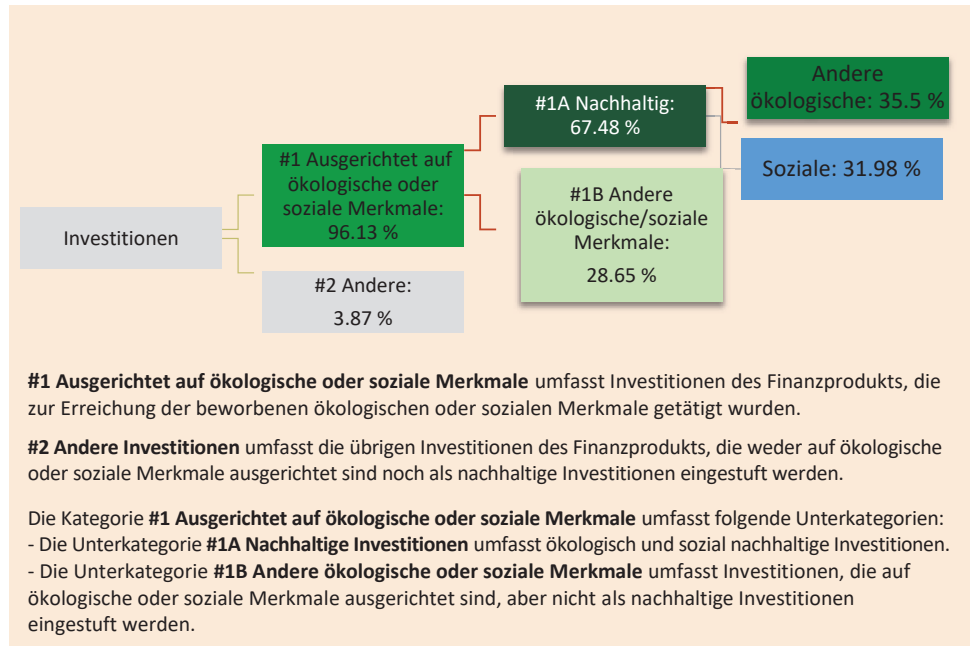 Investitionen
#1 Ausgerichtet auf
ökologische oder
soziale Merkmale:
96.13 %
#2 Andere:
3.87 %
#1A Nachhaltig:
67.48 %
#1B Andere
ökologische/soziale
Merkmale:
28.65 %
Andere
ökologische: 35.5 %
Soziale: 31.98 %
#1 Ausgerichtet auf ökologische oder soziale Merkmale umfasst Investitionen des Finanzprodukts, die
zur Erreichung der beworbenen ökologischen oder sozialen Merkmale getätigt wurden.
#2 Andere Investitionen umfasst die übrigen Investitionen des Finanzprodukts, die weder auf ökologische
oder soziale Merkmale ausgerichtet sind noch als nachhaltige Investitionen eingestuft werden.
Die Kategorie #1 Ausgerichtet auf ökologische oder soziale Merkmale umfasst folgende Unterkategorien:
- Die Unterkategorie #1A Nachhaltige Investitionen umfasst ökologisch und sozial nachhaltige Investitionen.
- Die Unterkategorie #1B Andere ökologische oder soziale Merkmale umfasst Investitionen, die auf
ökologische oder soziale Merkmale ausgerichtet sind, aber nicht als nachhaltige Investitionen
eingestuft werden.